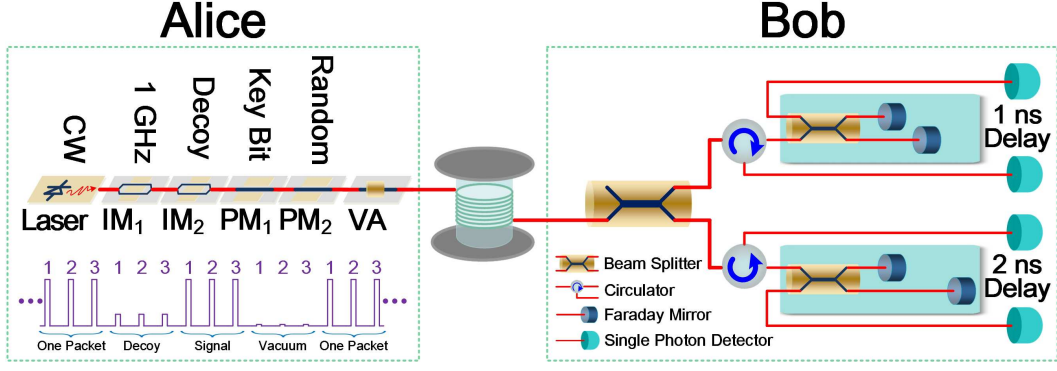 Alice
Bob
CW
1 GHz
Decoy
Key Bit
Random
Laser
IM1
IM2
PM1
PM2
VA
1 2 3 1 2 3 1 2 3 1 2 3 1 2 3
One Packet
Decoy
Signal
Vacuum
One Packet
1 ns
Delay
2 ns
Delay
Beam Splitter
Circulator
Faraday Mirror
Single Photon Detector